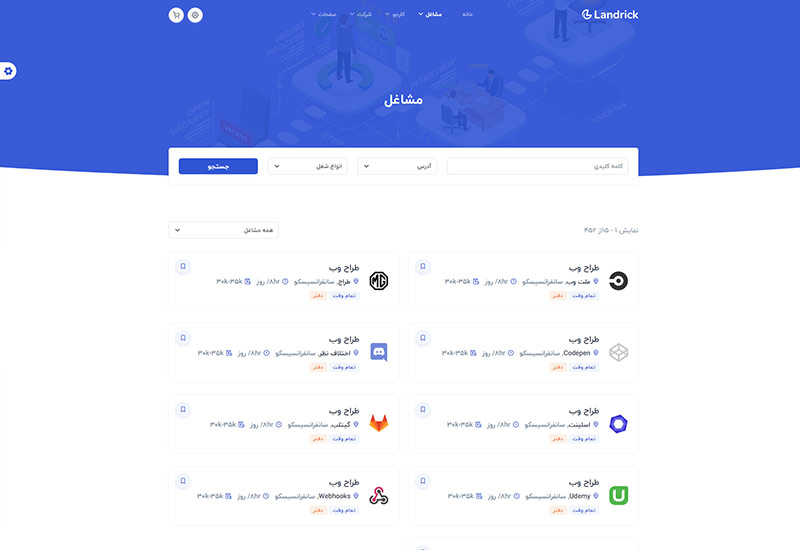 Landrick
خانه
مشاغل
کارجو
شرکت
صفحات
مشاغل
کلمه کلیدی
آدرس
انواع شغل
جستجو
نمایش ۱ - ۱۵از ۴۵۲
همه مشاغل
طراح وب
ملت وب, سانفرانسیسکو ۸hr/ روز ۳۰k-۳۵k
تمام وقت دفتر
طراح وب
طراح, سانفرانسیسکو ۸hr/ روز ۳۰k-۳۵k
تمام وقت دفتر
طراح وب
Codepen, سانفرانسیسکو ۸hr/ روز ۳۰k-۳۵k
تمام وقت دفتر
طراح وب
اختلاف نظر, سانفرانسیسکو ۸hr/ روز ۳۰k-۳۵k
تمام وقت دفتر
طراح وب
اسلینت, سانفرانسیسکو ۸hr/ روز ۳۰k-۳۵k
تمام وقت دفتر
طراح وب
گیتلب, سانفرانسیسکو ۸hr/ روز ۳۰k-۳۵k
تمام وقت دفتر
طراح وب
Udemy, سانفرانسیسکو ۸hr/ روز ۳۰k-۳۵k
تمام وقت دفتر
طراح وب
Webhooks, سانفرانسیسکو ۸hr/ روز ۳۰k-۳۵k
تمام وقت دفتر